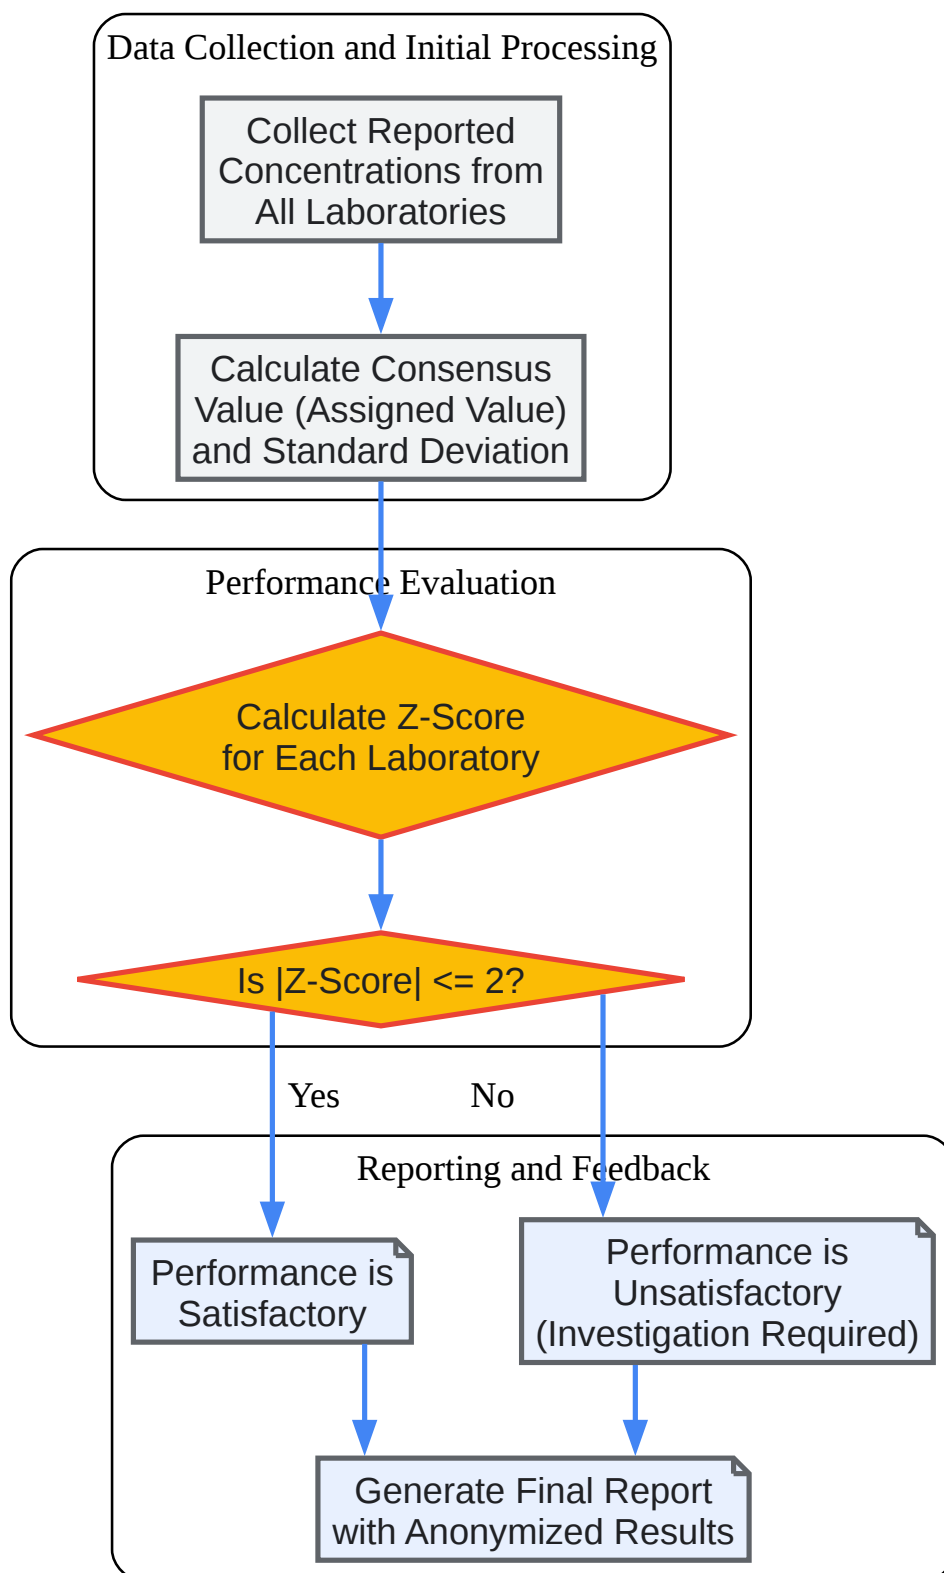 Data Collection and Initial Processing
Collect Reported
Concentrations from
All Laboratories
Calculate Consensus
Value (Assigned Value)
and Standard Deviation
Performance Evaluation
Calculate Z-Score
for Each Laboratory
Is |Z-Score| <= 2?
Yes
No
Reporting and Feedback
Performance is
Satisfactory
Performance is
Unsatisfactory
(Investigation Required)
Generate Final Report
with Anonymized Results